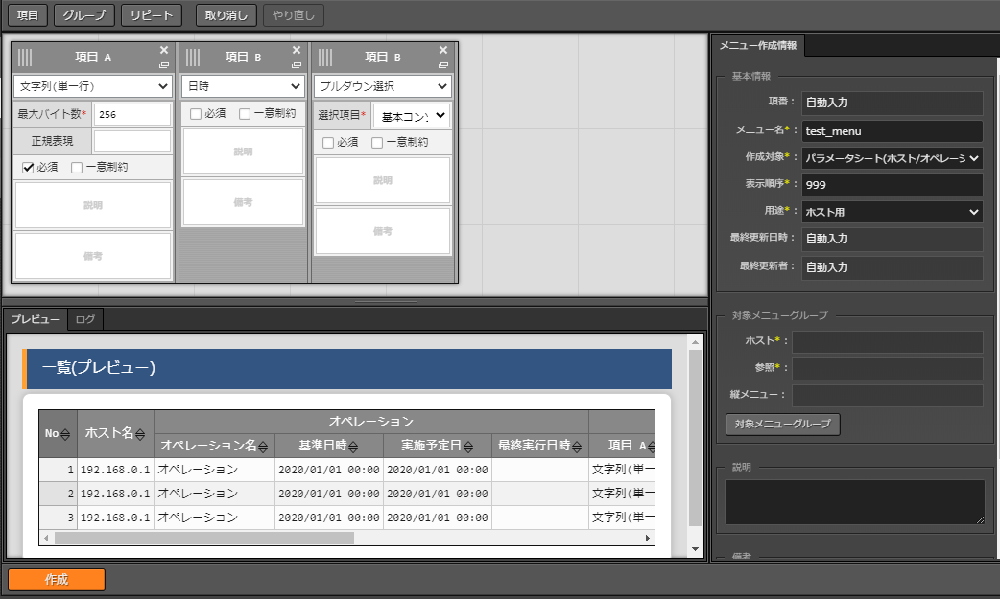 項目 グループ リピート 取り消し やり直し
項目 A
文字列(単一行)
最大バイト数* 256
正規表現
必須 一意制約
説明
備考
項目 B
日時
必須 一意制約
説明
備考
項目 B
プルダウン選択
選択項目* 基本コン
必須 一意制約
説明
備考
プレビュー ログ
一覧(プレビュー)
No ホスト名 オペレーション
オペレーション名 基準日時 実施予定日 最終実行日時 項目 A
1 192.168.0.1 オペレーション 2020/01/01 00:00 2020/01/01 00:00 文字列(単一
2 192.168.0.1 オペレーション 2020/01/01 00:00 2020/01/01 00:00 文字列(単一
3 192.168.0.1 オペレーション 2020/01/01 00:00 2020/01/01 00:00 文字列(単一
作成
メニュー作成情報
基本情報
項番 : 自動入力
メニュー名* : test_menu
作成対象* : パラメータシート(ホスト/オペレーシ
表示順序* : 999
用途* : ホスト用
最終更新日時 : 自動入力
最終更新者 : 自動入力
対象メニューグループ
ホスト* :
参照* :
縦メニュー :
対象メニューグループ
説明
備考